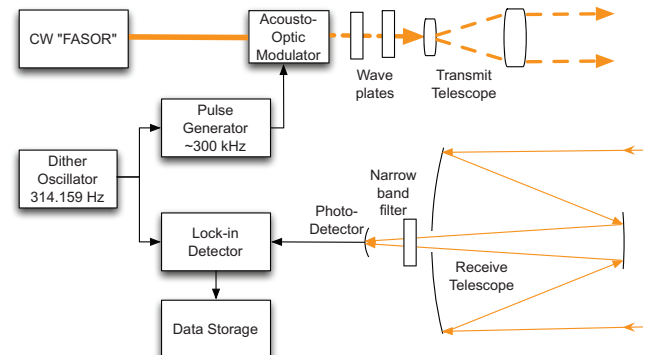 CW "FASOR"
Acousto-
Optic
Modulator
Wave
plates
Transmit
Telescope
Pulse
Generator
~300 kHz
Dither
Oscillator
314.159 Hz
Lock-in
Detector
Photo-
Detector
Narrow
band
filter
Receive
Telescope
Data Storage